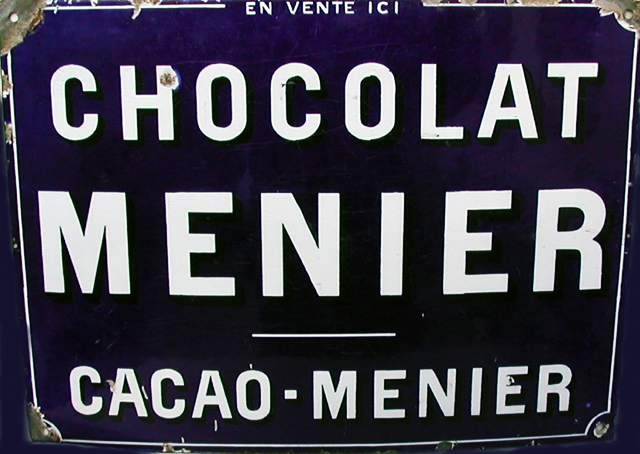 EN VENTE ICI
CHOCOLAT
MENIER
CACAO-MENIER